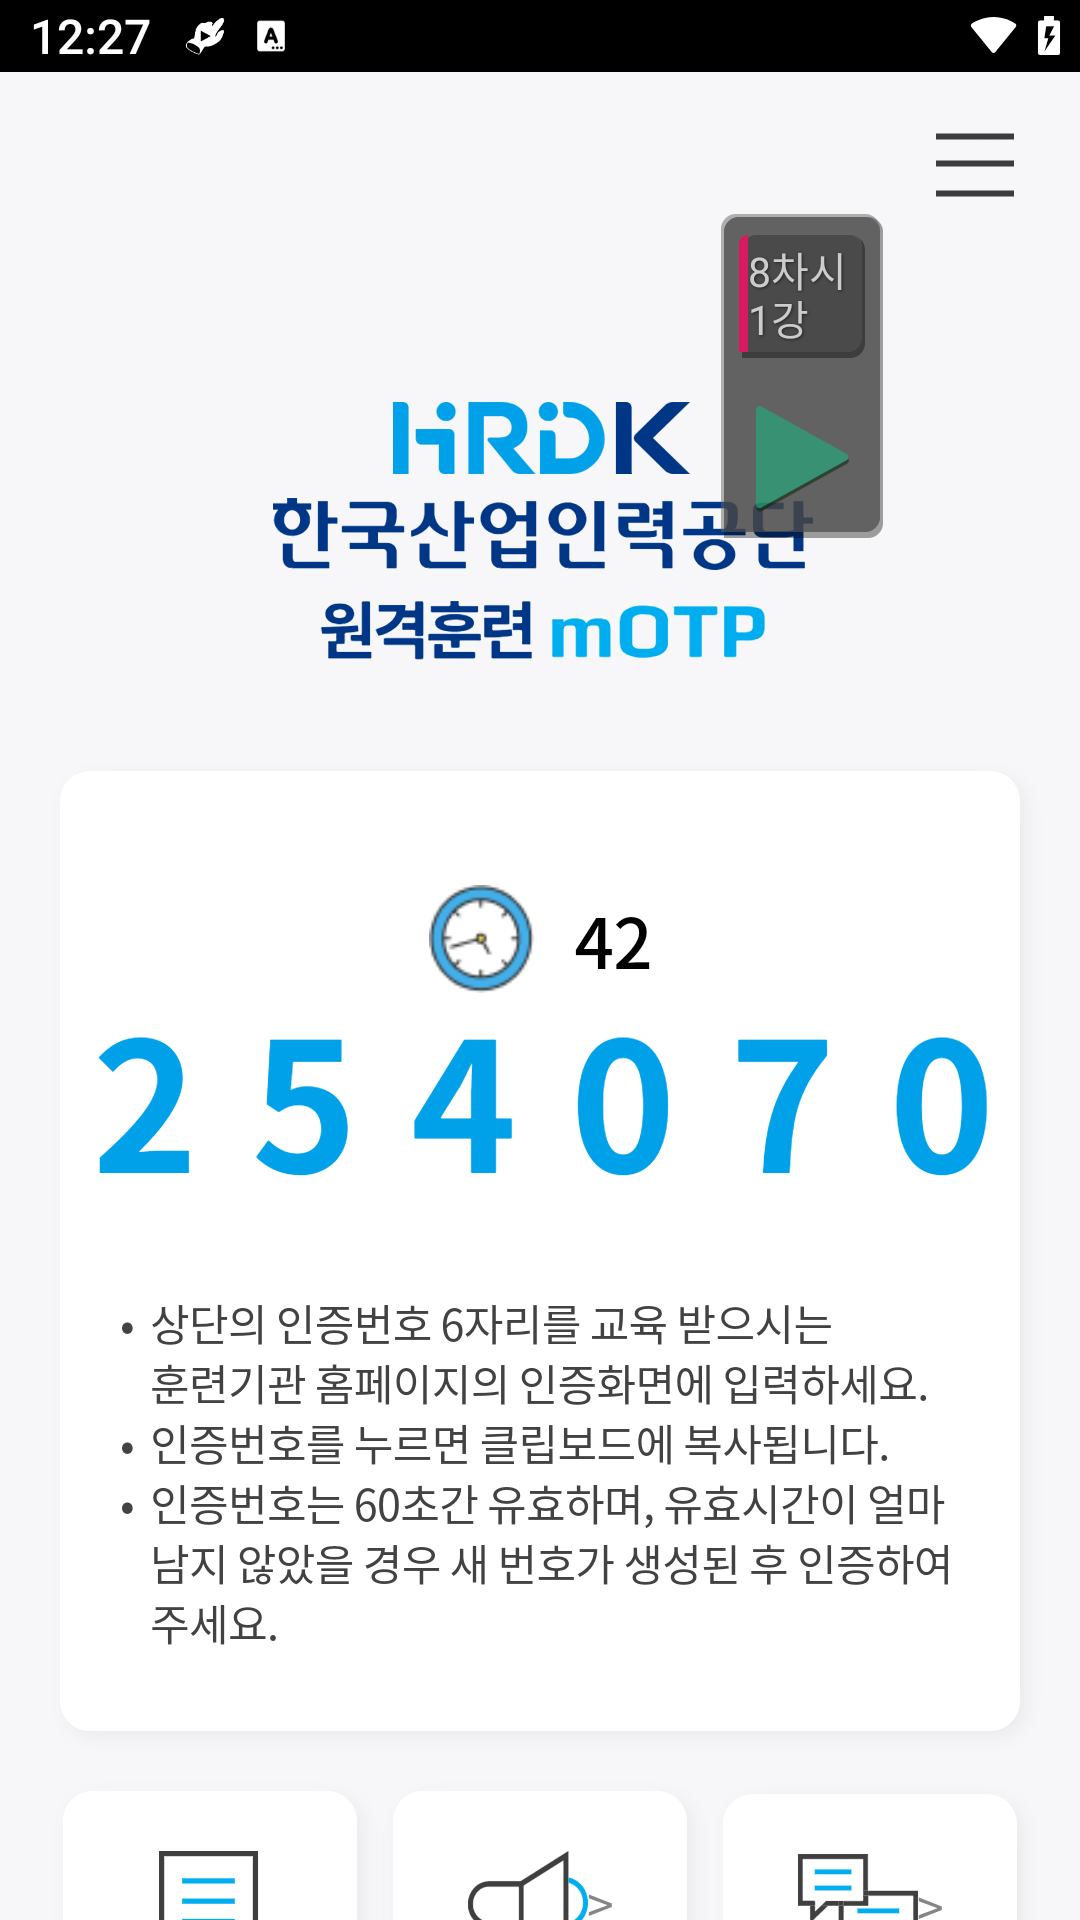 12:27
8차시
1강
HRDK
한국산업인력공단
원격훈련 mOTP
42
2 5 4 0 7 0
• 상단의 인증번호 6자리를 교육 받으시는
훈련기관 홈페이지의 인증화면에 입력하세요.
• 인증번호를 누르면 클립보드에 복사됩니다.
• 인증번호는 60초간 유효하며, 유효시간이 얼마
남지 않았을 경우 새 번호가 생성된 후 인증하여
주세요.